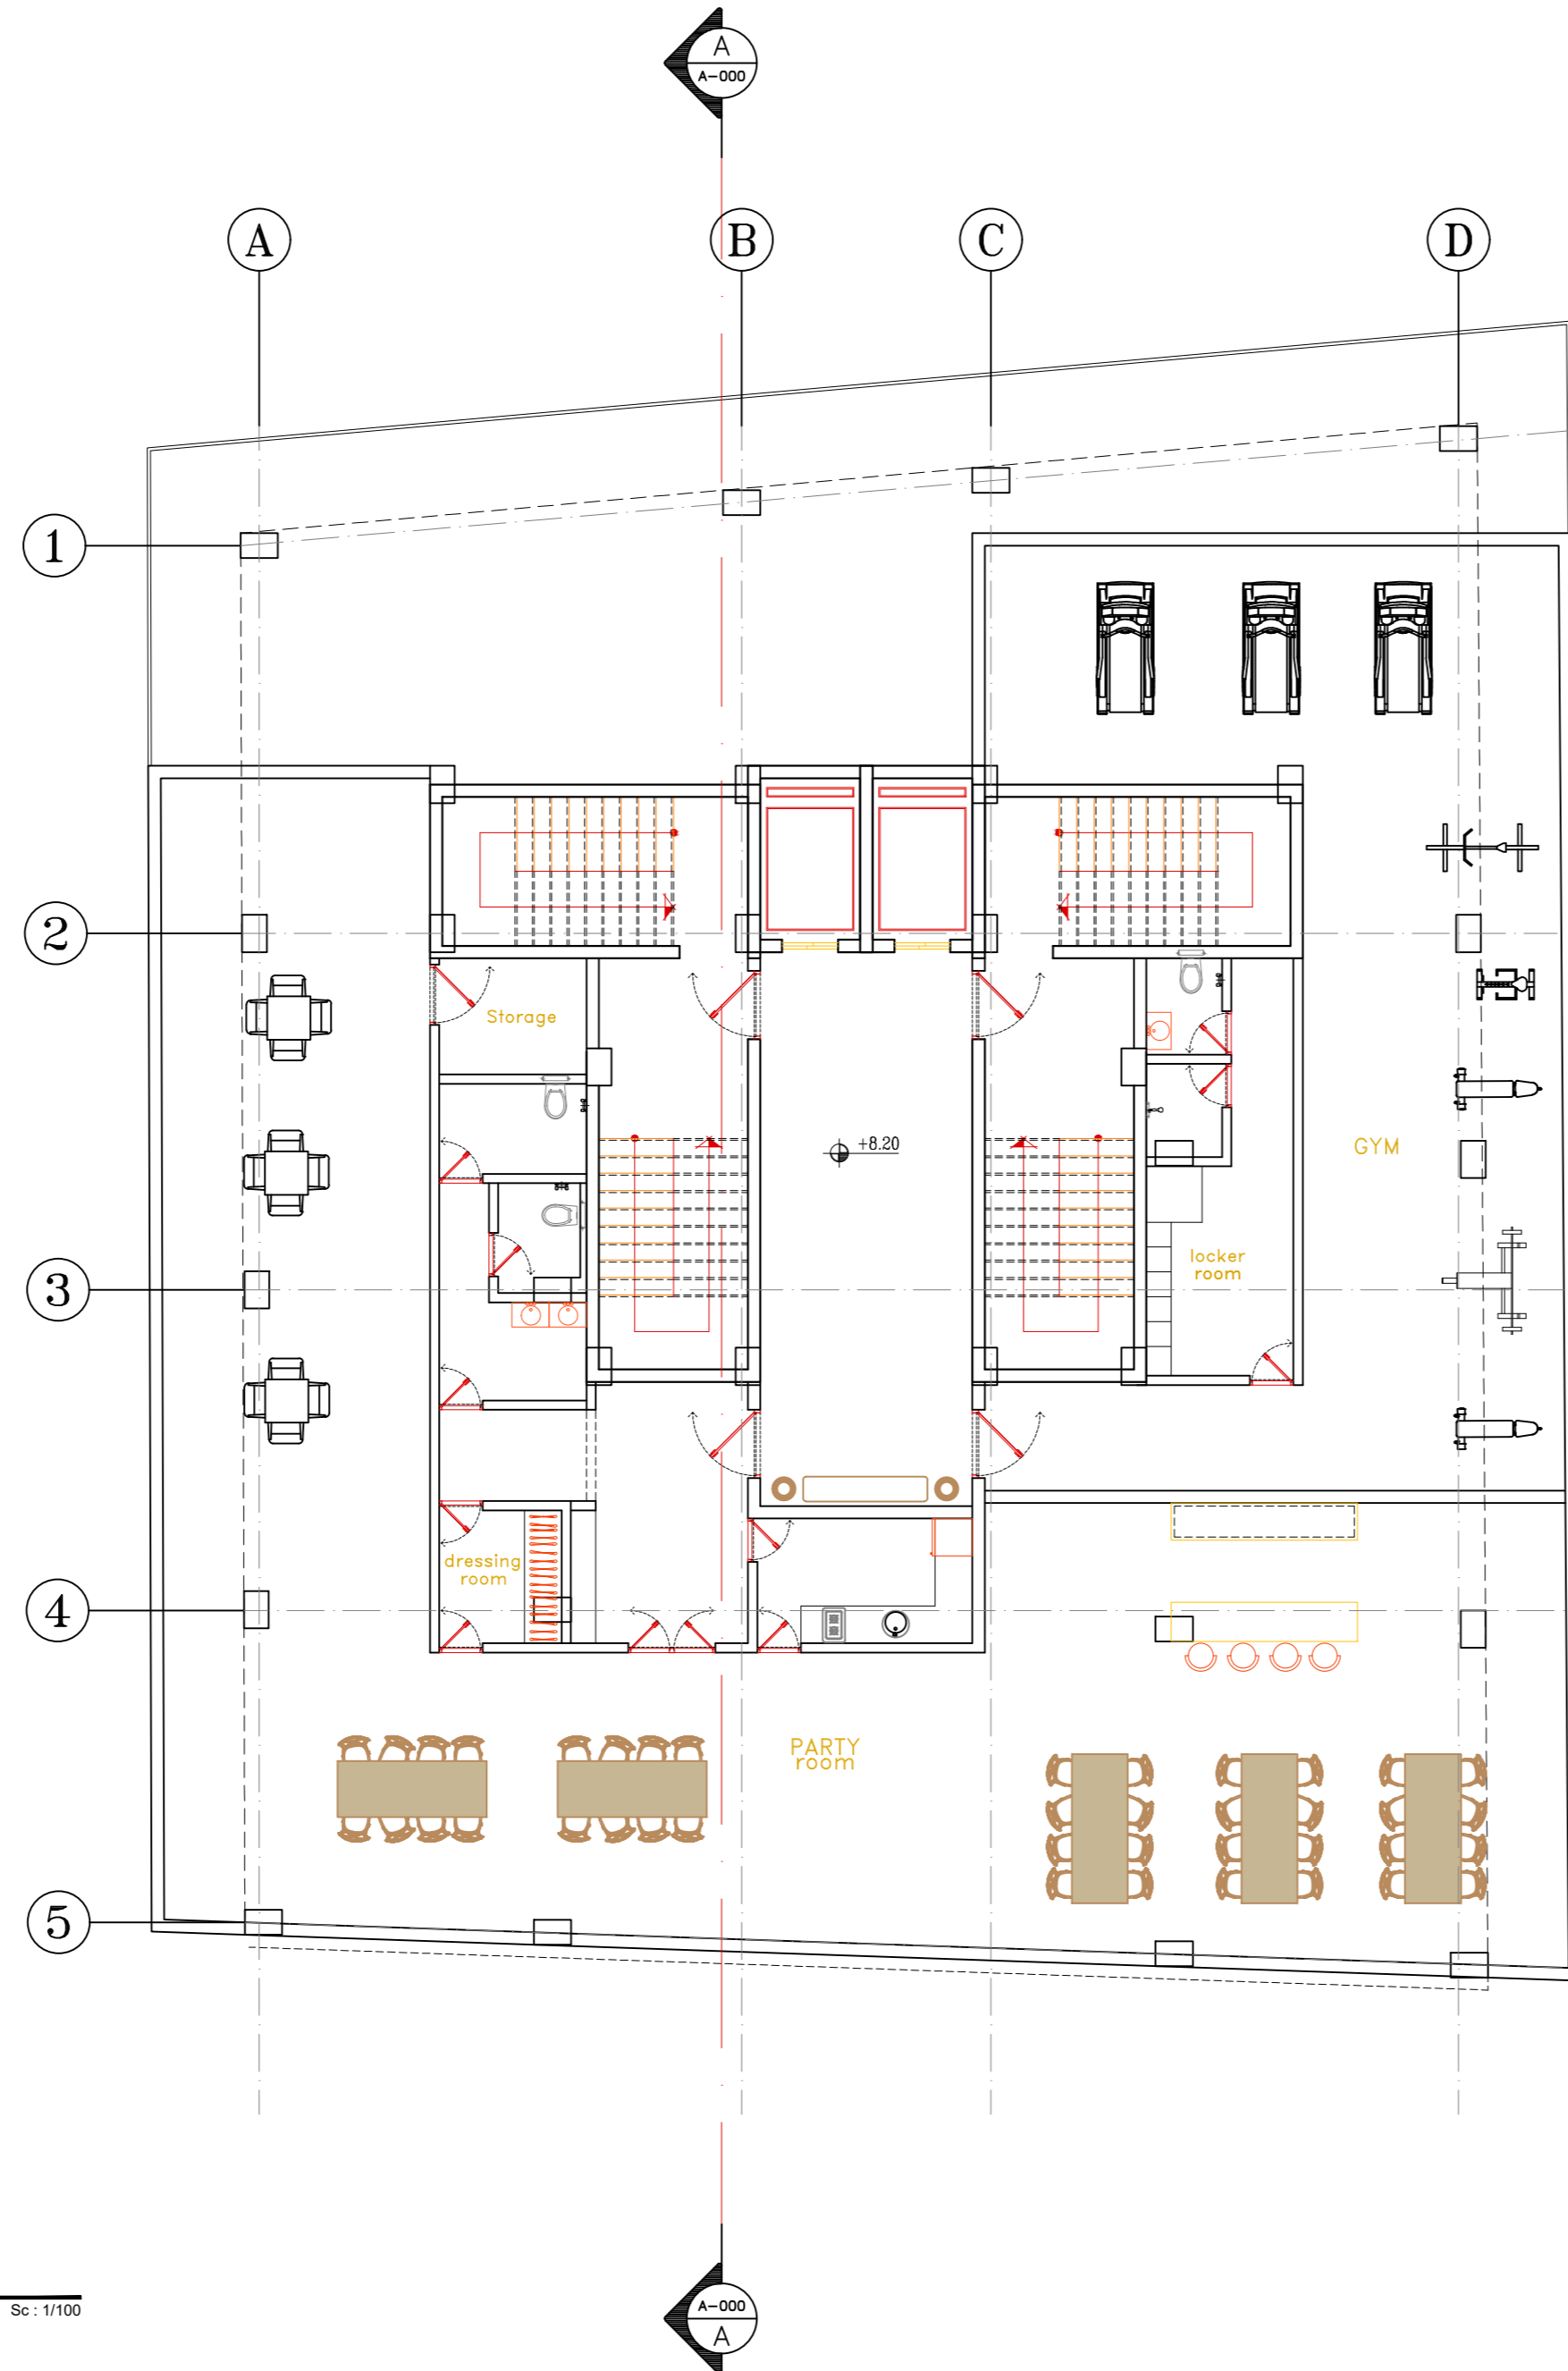 A
A-000
A
B
C
D
1
2
Storage
+8.20
GYM
3
locker
room
dressing
room
4
PARTY
room
5
Sc : 1/100
A-000
A